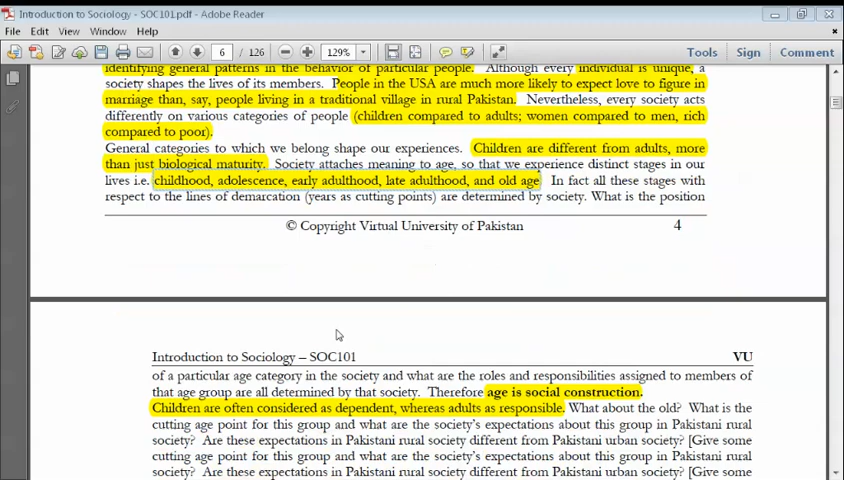 Introduction to Sociology - SOC101.pdf - Adobe Reader
File Edit View Window Help
6 / 126 129% Tools Sign Comment
identifying general patterns in the behavior of particular people. Although every individual is unique, a
society shapes the lives of its members. People in the USA are much more likely to expect love to figure in
marriage than, say, people living in a traditional village in rural Pakistan. Nevertheless, every society acts
differently on various categories of people (children compared to adults; women compared to men, rich
compared to poor).
General categories to which we belong shape our experiences. Children are different from adults, more
than just biological maturity. Society attaches meaning to age, so that we experience distinct stages in our
lives i.e. childhood, adolescence, early adulthood, late adulthood, and old age In fact all these stages with
respect to the lines of demarcation (years as cutting points) are determined by society. What is the position
© Copyright Virtual University of Pakistan 4
Introduction to Sociology – SOC101 VU
of a particular age category in the society and what are the roles and responsibilities assigned to members of
that age group are all determined by that society. Therefore age is social construction.
Children are often considered as dependent, whereas adults as responsible. What about the old? What is the
cutting age point for this group and what are the society's expectations about this group in Pakistani rural
society? Are these expectations in Pakistani rural society different from Pakistani urban society? [Give some
cutting age point for this group and what are the society's expectations about this group in Pakistani rural
society? Are these expectations in Pakistani rural society different from Pakistani urban society? [Give some